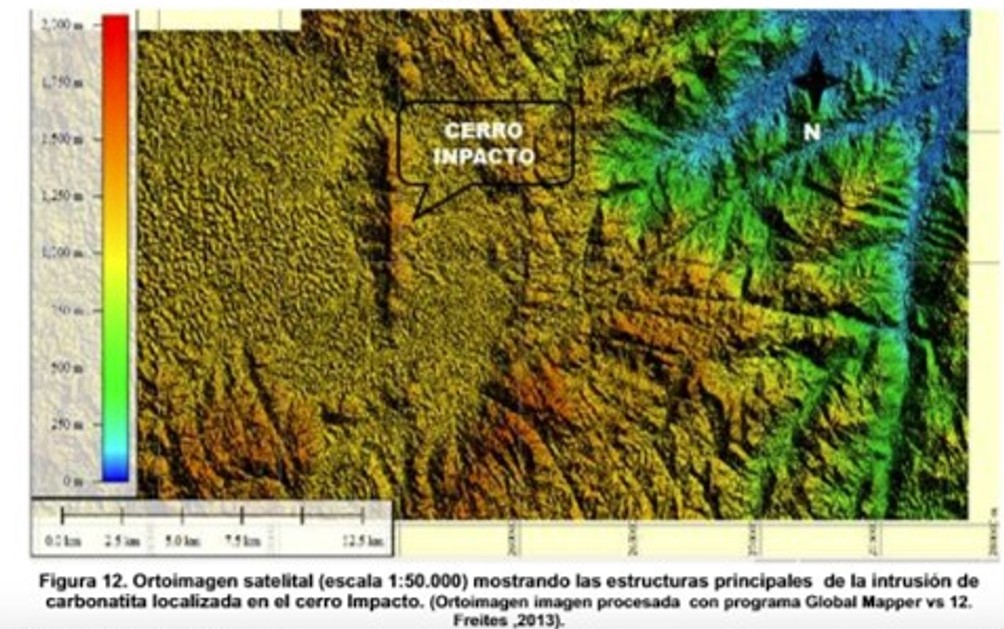 2,000 m
1,750 m
1,500 m
1,250 m
1,000 m
750 m
500 m
250 m
0 m
CERRO
INPACTO
N
0.0 km 2.5 km 5.0 km 7.5 km 12.5 km
Figura 12. Ortoimagen satelital (escala 1:50.000) mostrando las estructuras principales de la intrusión de
carbonatita localizada en el cerro Impacto. (Ortoimagen imagen procesada con programa Global Mapper vs 12.
Freites ,2013).